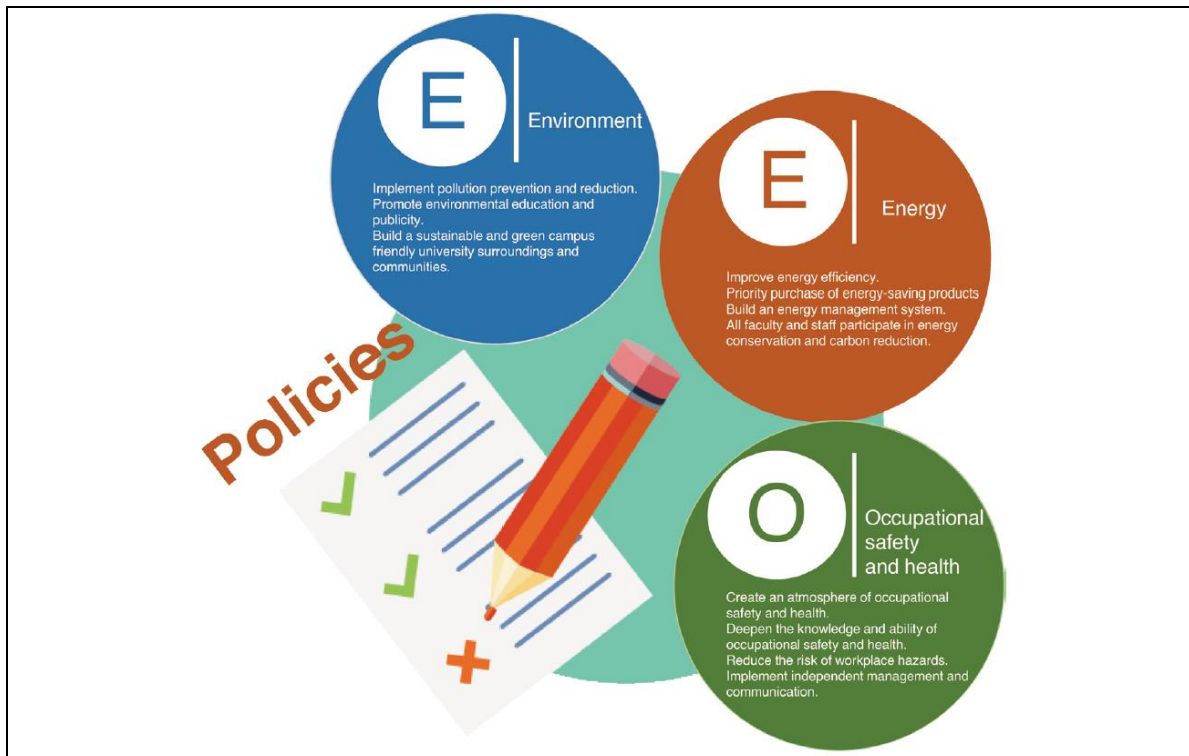 Policies
E
Environment
Implement pollution prevention and reduction.
Promote environmental education and
publicity.
Build a sustainable and green campus
friendly university surroundings and
communities.
E
Energy
Improve energy efficiency.
Priority purchase of energy-saving products
Build an energy management system.
All faculty and staff participate in energy
conservation and carbon reduction.
O
Occupational
safety
and health
Create an atmosphere of occupational
safety and health.
Deepen the knowledge and ability of
occupational safety and health.
Reduce the risk of workplace hazards.
Implement independent management and
communication.